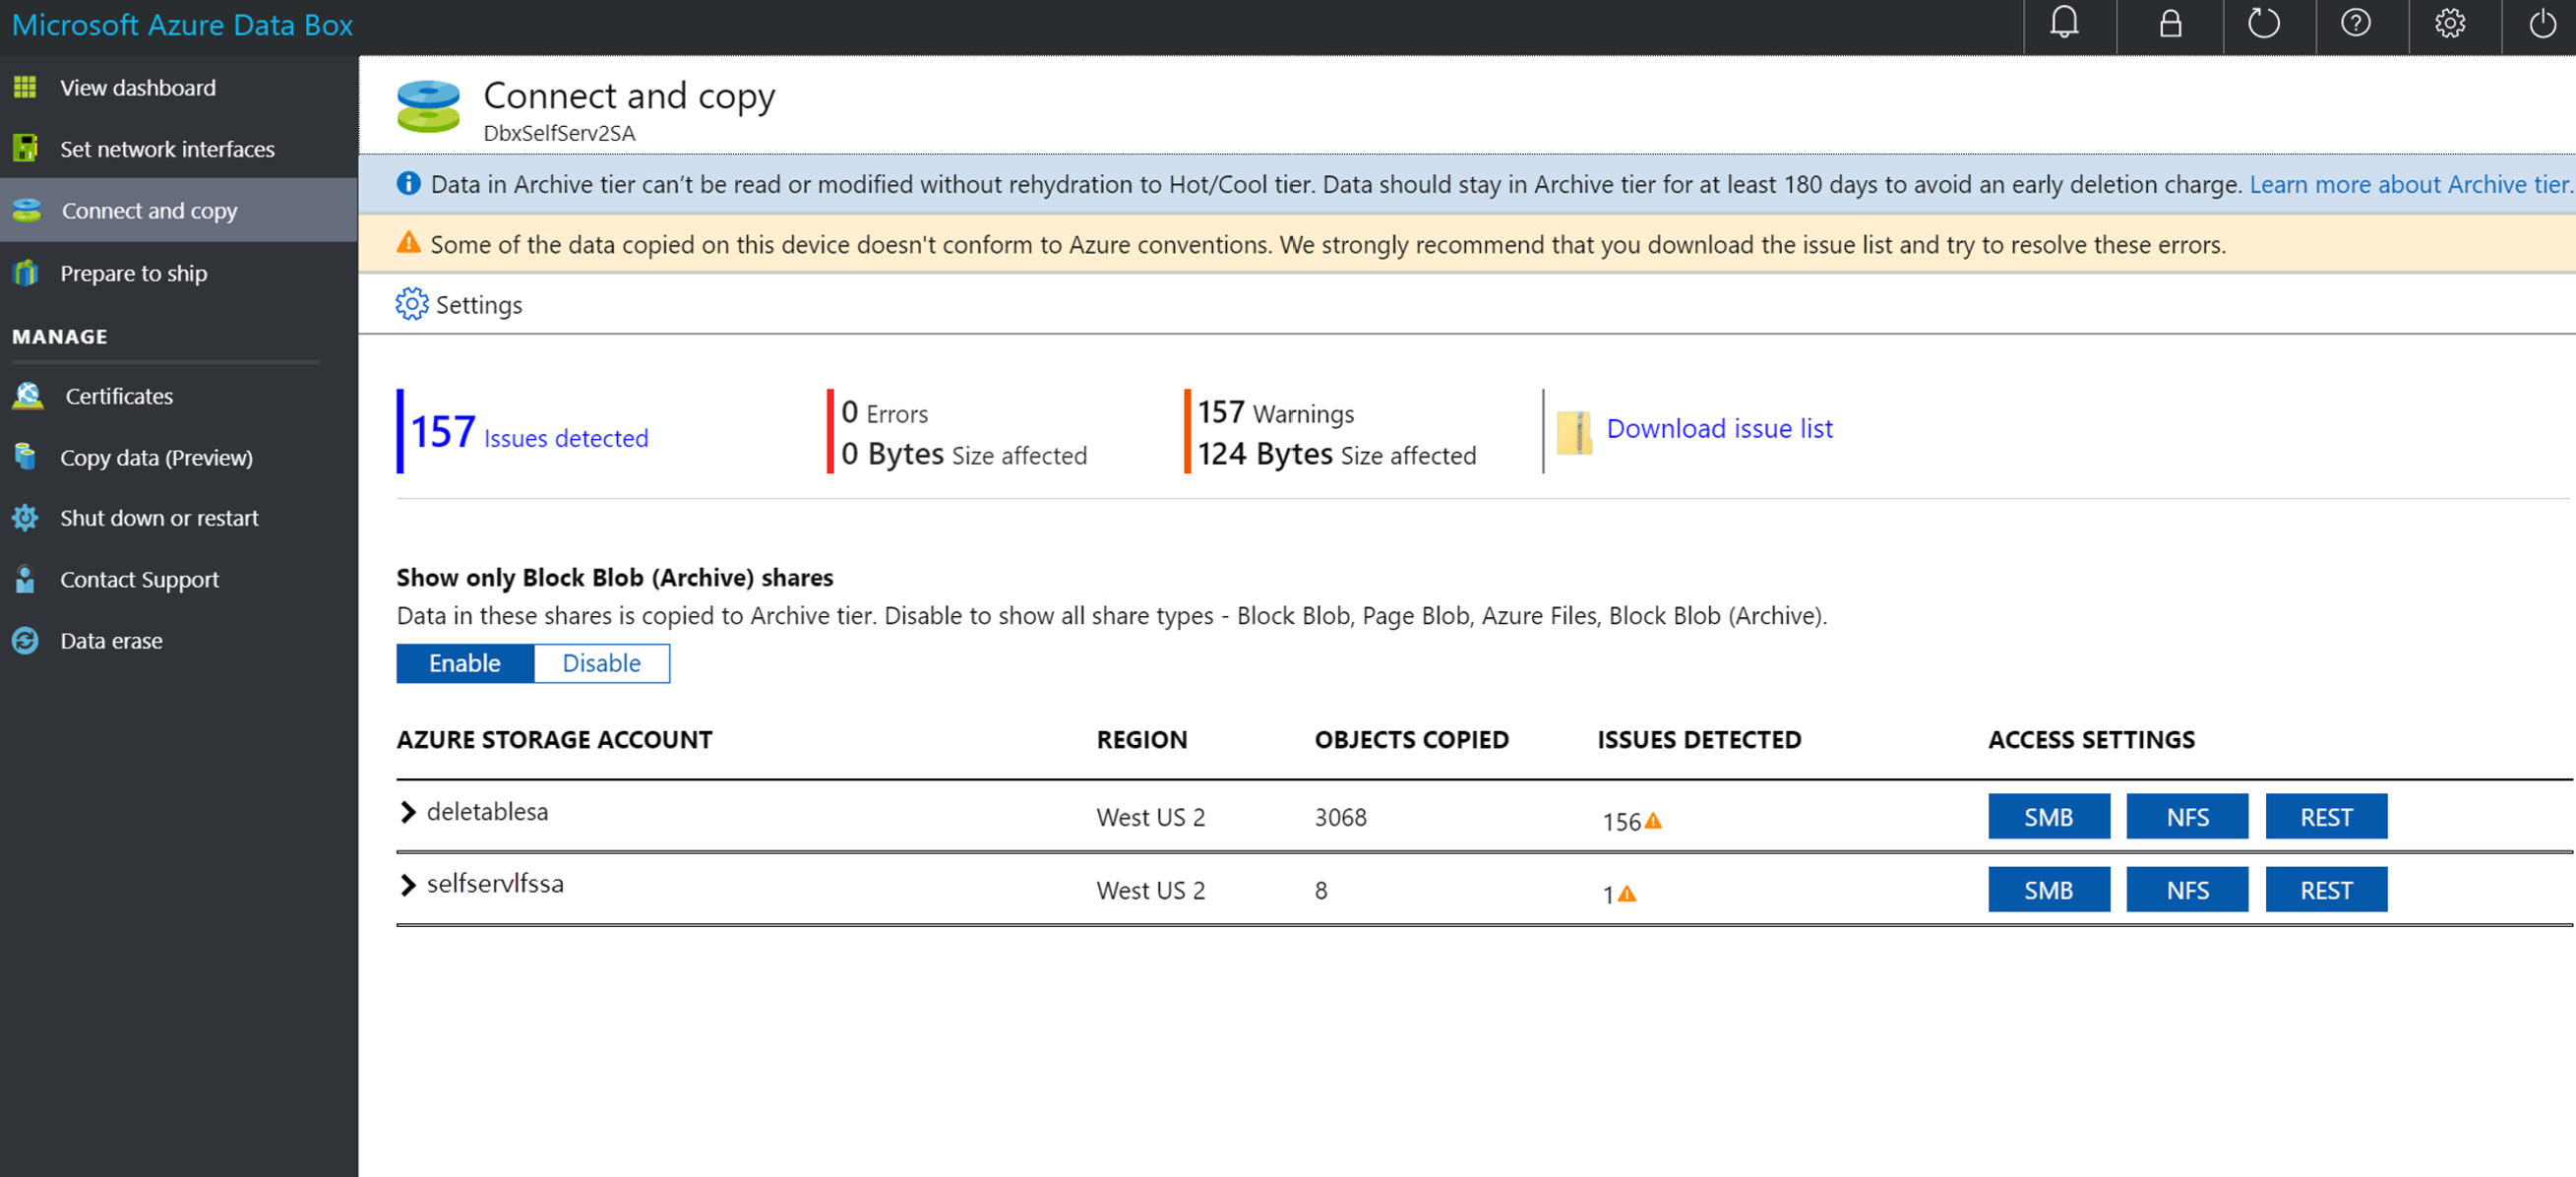 Microsoft Azure Data Box
View dashboard
Set network interfaces
Connect and copy
Prepare to ship
MANAGE
Certificates
Copy data (Preview)
Shut down or restart
Contact Support
Data erase
Connect and copy
DbxSelfServ2SA
Data in Archive tier can't be read or modified without rehydration to Hot/Cool tier. Data should stay in Archive tier for at least 180 days to avoid an early deletion charge. Learn more about Archive tier.
Some of the data copied on this device doesn't conform to Azure conventions. We strongly recommend that you download the issue list and try to resolve these errors.
Settings
157 Issues detected
0 Errors
0 Bytes Size affected
157 Warnings
124 Bytes Size affected
Download issue list
Show only Block Blob (Archive) shares
Data in these shares is copied to Archive tier. Disable to show all share types - Block Blob, Page Blob, Azure Files, Block Blob (Archive).
Enable Disable
AZURE STORAGE ACCOUNT REGION OBJECTS COPIED ISSUES DETECTED ACCESS SETTINGS
deletablesa West US 2 3068 156 SMB NFS REST
selfservlfssa West US 2 8 1 SMB NFS REST